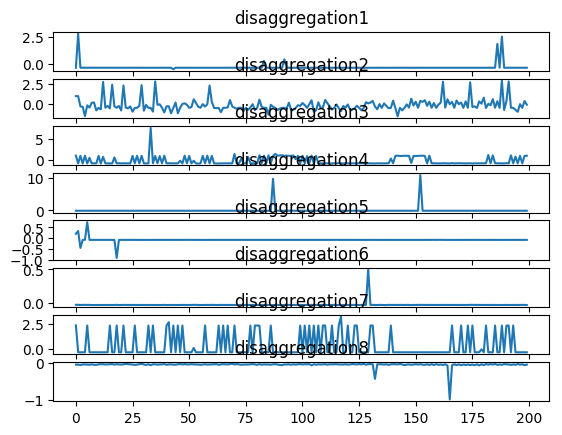 disaggregation1
2.5
0.0
disaggregation2
2.5
0.0
disaggregation3
5
0
disaggregation4
10
0
disaggregation5
0.5
0.0
−0.5
−1.0
disaggregation6
0.5
0.0
disaggregation7
2.5
0.0
disaggregation8
0
−1
0 25 50 75 100 125 150 175 200